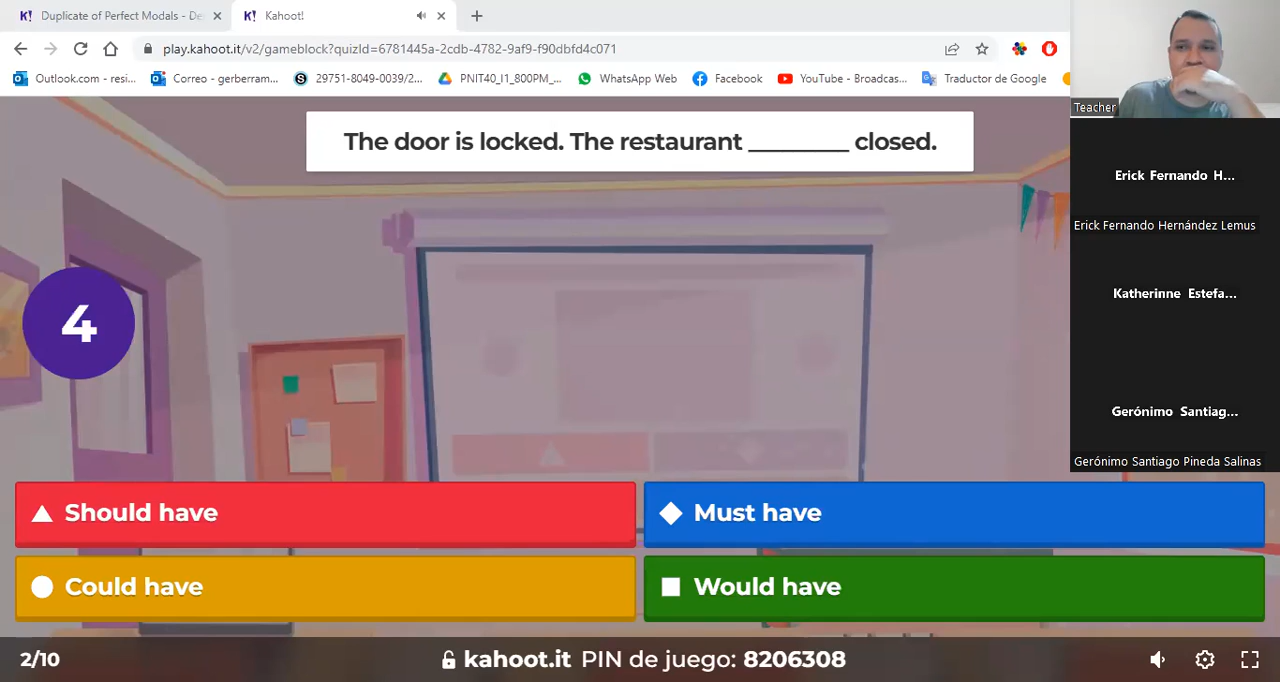 Duplicate of Perfect Modals - De
Kahoot!
play.kahoot.it/v2/gameblock?quizId=6781445a-2cdb-4782-9af9-f90dbfd4c071
Outlook.com - resi...
Correo - gerberram...
29751-8049-0039/2...
PNIT40_I1_800PM_...
WhatsApp Web
Facebook
YouTube - Broadcas...
Traductor de Google
Teacher
The door is locked. The restaurant ________ closed.
Erick Fernando H...
Erick Fernando Hernández Lemus
Katherinne Estefa...
Gerónimo Santiag...
Gerónimo Santiago Pineda Salinas
4
Should have
Must have
Could have
Would have
2/10
kahoot.it PIN de juego: 8206308